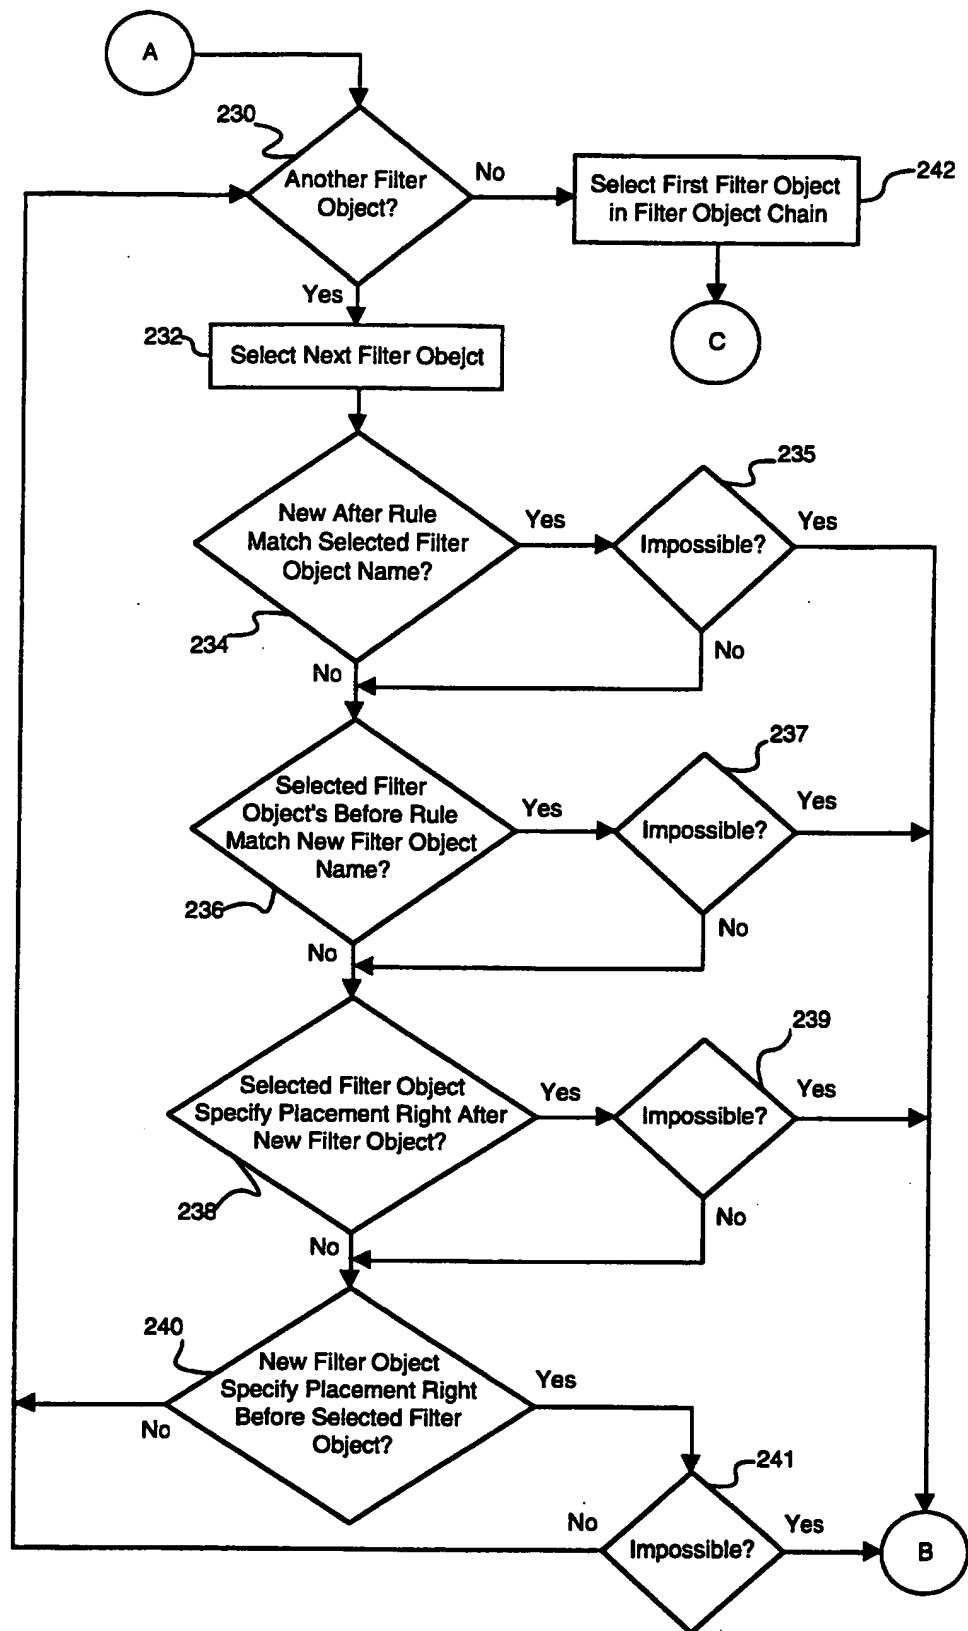 A
230
Another Filter
Object?
No
Select First Filter Object
in Filter Object Chain
242
Yes
C
232
Select Next Filter Obejct
235
New After Rule
Match Selected Filter
Object Name?
Yes
Impossible?
Yes
234
No
No
237
Selected Filter
Object's Before Rule
Match New Filter Object
Name?
Yes
Impossible?
Yes
236
No
No
239
Selected Filter Object
Specify Placement Right After
New Filter Object?
Yes
Impossible?
Yes
238
No
No
240
New Filter Object
Specify Placement Right
Before Selected Filter
Object?
Yes
No
241
No
Impossible?
Yes
B